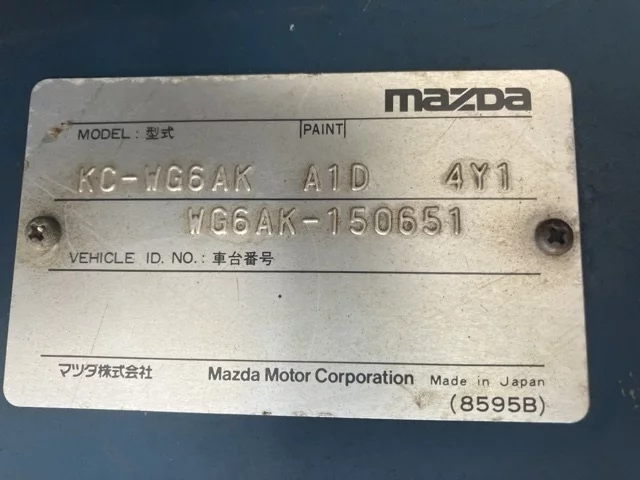 mazda
MODEL : 型式 PAINT
KC-WG6AK A1D 4Y1
WG6AK-150651
VEHICLE ID. NO. : 車台番号
マツダ株式会社 Mazda Motor Corporation Made in Japan
(8595B)